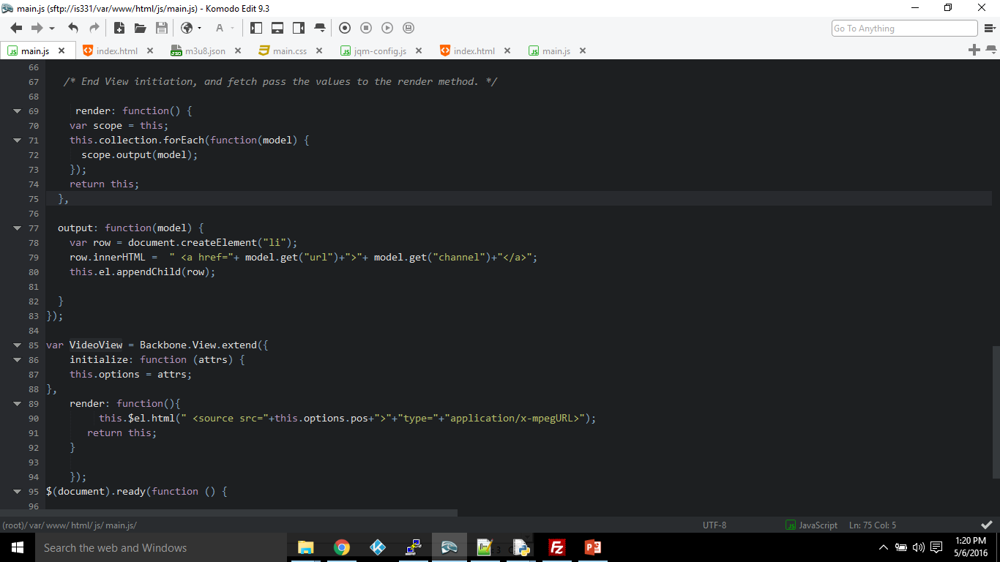 main.js (sftp://is331/var/www/html/js/main.js) - Komodo Edit 9.3
Go To Anything
main.js index.html m3u8.json main.css jqm-config.js index.html main.js
66
67 /* End View initiation, and fetch pass the values to the render method. */
68
69 render: function() {
70 var scope = this;
71 this.collection.forEach(function(model) {
72 scope.output(model);
73 });
74 return this;
75 },
76
77 output: function(model) {
78 var row = document.createElement("li");
79 row.innerHTML = " <a href="+ model.get("url")+">"+ model.get("channel")+"</a>";
80 this.el.appendChild(row);
81
82 }
83 });
84
85 var VideoView = Backbone.View.extend({
86 initialize: function (attrs) {
87 this.options = attrs;
88 },
89 render: function(){
90 this.$el.html(" <source src="+this.options.pos+">"+"type="+"application/x-mpegURL>");
91 return this;
92 }
93
94 });
95 $(document).ready(function () {
96
(root)/ var/ www/ html/ js/ main.js/ UTF-8 JavaScript Ln: 75 Col: 5
Search the web and Windows
1:20 PM
5/6/2016